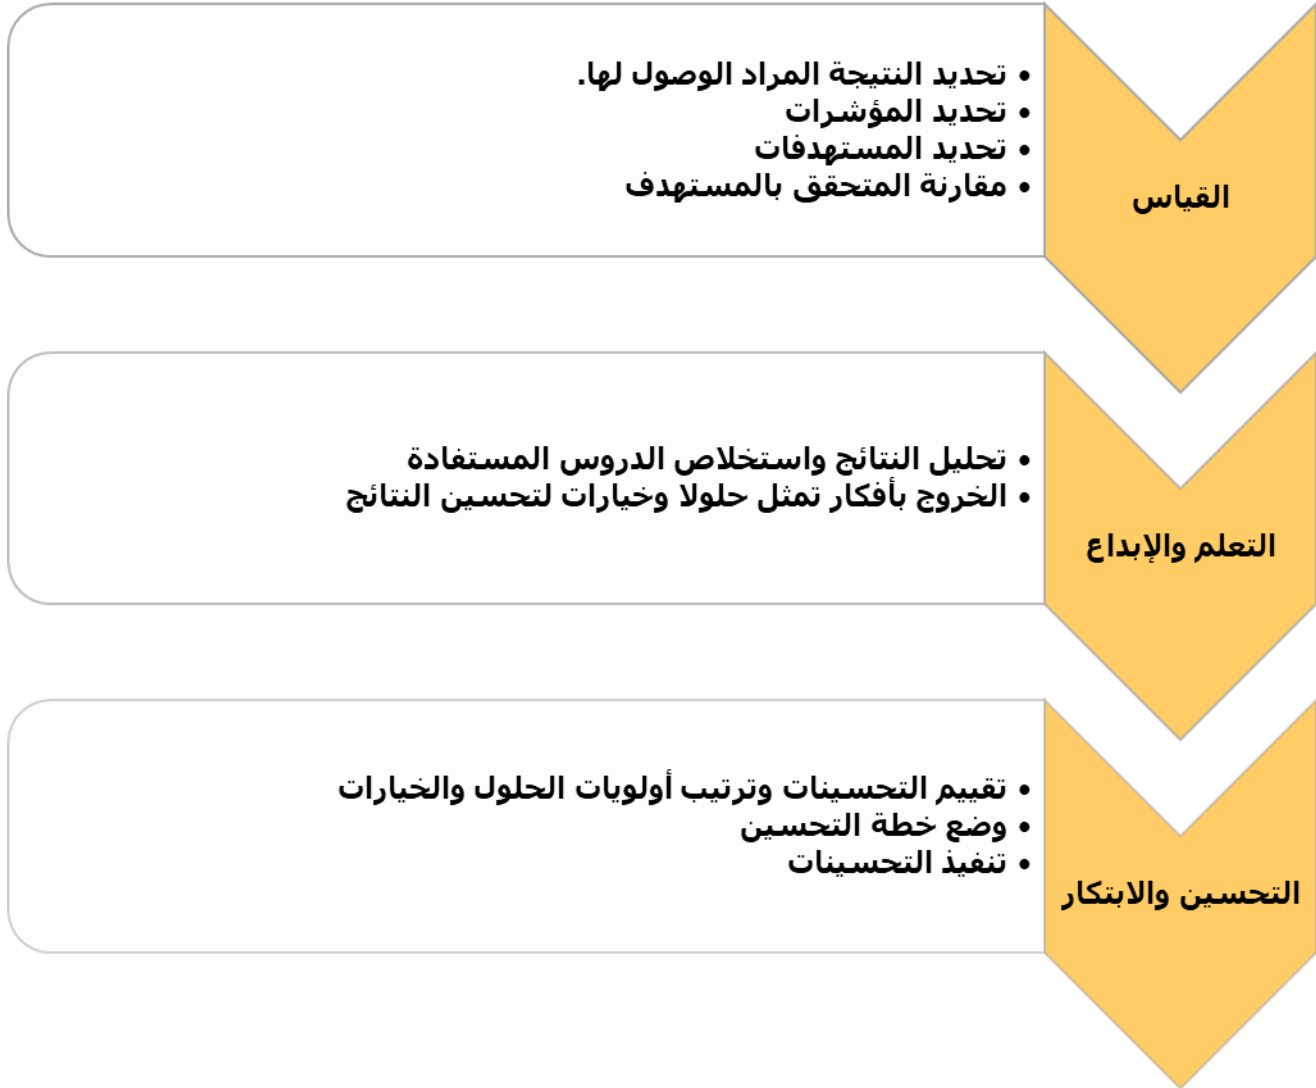 القياس
• تحديد النتيجة المراد الوصول لها.
• تحديد المؤشرات
• تحديد المستهدفات
• مقارنة المتحقق بالمستهدف
التعلم والإبداع
• تحليل النتائج واستخلاص الدروس المستفادة
• الخروج بأفكار تمثل حلولا وخيارات لتحسين النتائج
التحسين والابتكار
• تقييم التحسينات وترتيب أولويات الحلول والخيارات
• وضع خطة التحسين
• تنفيذ التحسينات